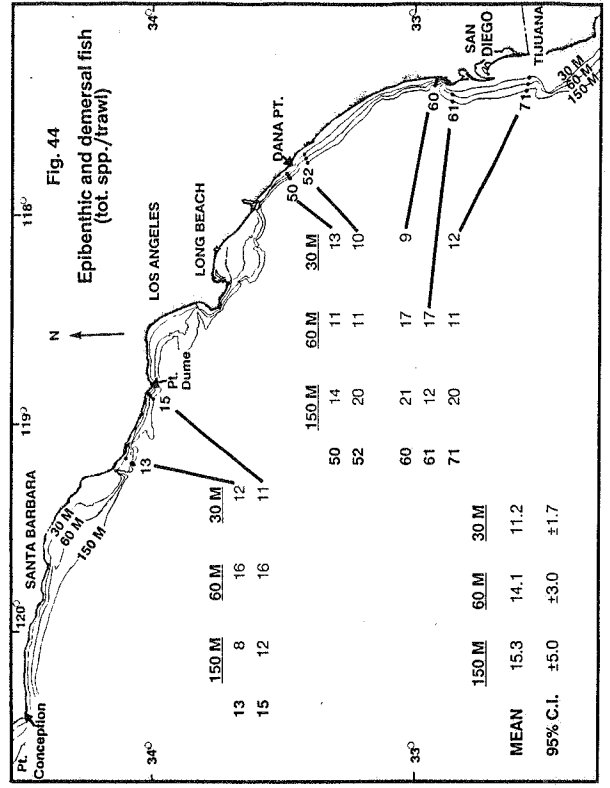 120° 119° 118°
Pt.
Conception
SANTA BARBARA
30 M
60 M
150 M
Fig. 44
Epibenthic and demersal fish
(tot. spp./trawl)
N
LOS ANGELES
LONG BEACH
34° 34°
13
15
Pt.
Dume
DANA PT.
50
52
150 M 60 M 30 M
13 8 16 12
15 12 16 11
150 M 60 M 30 M
50 14 11 13
52 20 11 10
60 21 17 9
61 12 17
71 20 11 12
33° 33°
60
61
71
SAN
DIEGO
TIJUANA
30 M
60-M
150-M
150 M 60 M 30 M
MEAN 15.3 14.1 11.2
95% C.I. ±5.0 ±3.0 ±1.7